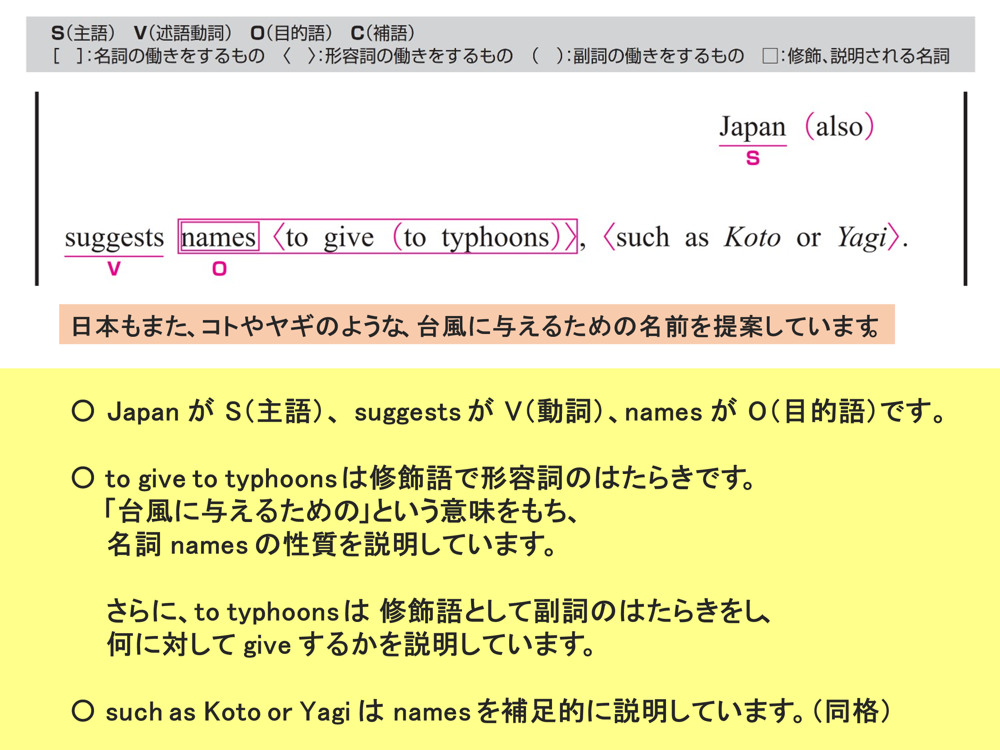 S（主語）　V（述語動詞）　O（目的語）　C（補語）
［　］：名詞の働きをするもの　〈　〉：形容詞の働きをするもの　（　）：副詞の働きをするもの　□：修飾、説明される名詞
Japan （also）
S
suggests names 〈to give （to typhoons）〉, 〈such as Koto or Yagi〉.
V O
日本もまた、コトやヤギのような、台風に与えるための名前を提案しています。
〇 Japan が S（主語）、 suggests が V（動詞）、names が O（目的語）です。
〇 to give to typhoons は修飾語で形容詞のはたらきです。
「台風に与えるための」という意味をもち、
名詞 names の性質を説明しています。
さらに、to typhoons は 修飾語として副詞のはたらきをし、
何に対して give するかを説明しています。
〇 such as Koto or Yagi は names を補足的に説明しています。（同格）